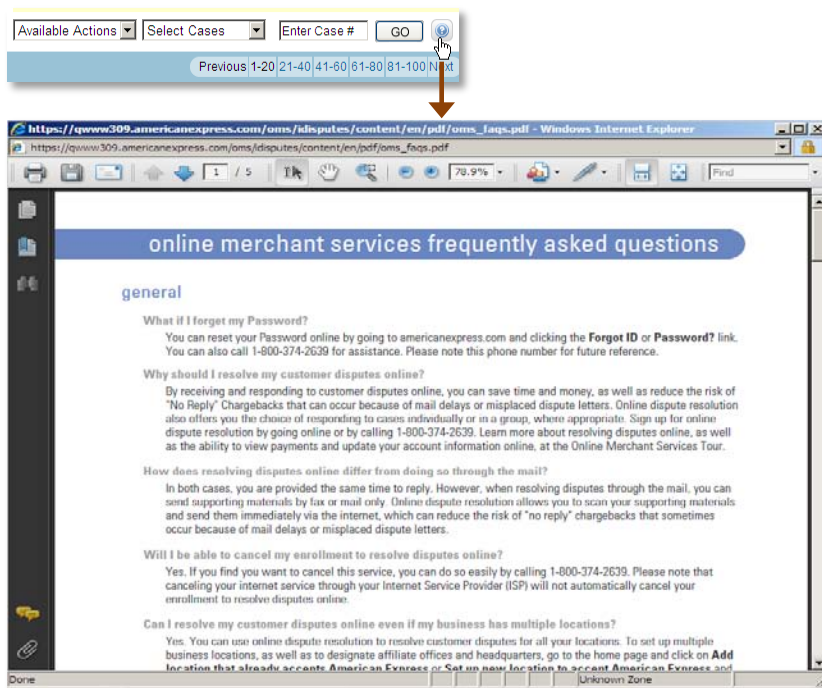 Available Actions Select Cases Enter Case # GO
Previous 1-20 21-40 41-60 61-80 81-100 Next
https://qwww309.americanexpress.com/oms/idisputes/content/en/pdf/oms_faqs.pdf - Windows Internet Explorer
https://qwww309.americanexpress.com/oms/idisputes/content/en/pdf/oms_faqs.pdf
1 / 5 78.9% Find
online merchant services frequently asked questions
general
What if I forget my Password?
You can reset your Password online by going to americanexpress.com and clicking the Forgot ID or Password? link.
You can also call 1-800-374-2639 for assistance. Please note this phone number for future reference.
Why should I resolve my customer disputes online?
By receiving and responding to customer disputes online, you can save time and money, as well as reduce the risk of
"No Reply" Chargebacks that can occur because of mail delays or misplaced dispute letters. Online dispute resolution
also offers you the choice of responding to cases individually or in a group, where appropriate. Sign up for online
dispute resolution by going online or by calling 1-800-374-2639. Learn more about resolving disputes online, as well
as the ability to view payments and update your account information online, at the Online Merchant Services Tour.
How does resolving disputes online differ from doing so through the mail?
In both cases, you are provided the same time to reply. However, when resolving disputes through the mail, you can
send supporting materials by fax or mail only. Online dispute resolution allows you to scan your supporting materials
and send them immediately via the internet, which can reduce the risk of "no reply" chargebacks that sometimes
occur because of mail delays or misplaced dispute letters.
Will I be able to cancel my enrollment to resolve disputes online?
Yes. If you find you want to cancel this service, you can do so easily by calling 1-800-374-2639. Please note that
canceling your internet service through your Internet Service Provider (ISP) will not automatically cancel your
enrollment to resolve disputes online.
Can I resolve my customer disputes online even if my business has multiple locations?
Yes. You can use online dispute resolution to resolve customer disputes for all your locations. To set up multiple
business locations, as well as to designate affiliate offices and headquarters, go to the home page and click on Add
location that already accepts American Express or Set up new location to accept American Express and
Done Unknown Zone